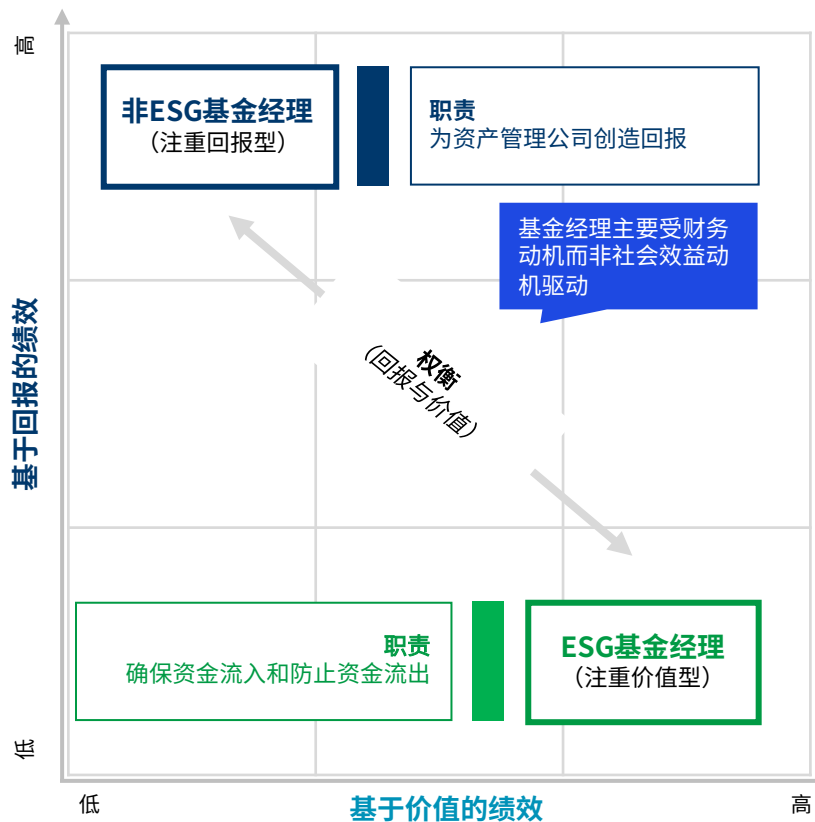 高
非ESG基金经理
（注重回报型）
职责
为资产管理公司创造回报
基金经理主要受财务
动机而非社会效益动
机驱动
基于回报的绩效
权衡
（回报与价值）
职责
确保资金流入和防止资金流出
ESG基金经理
（注重价值型）
低
低
基于价值的绩效
高